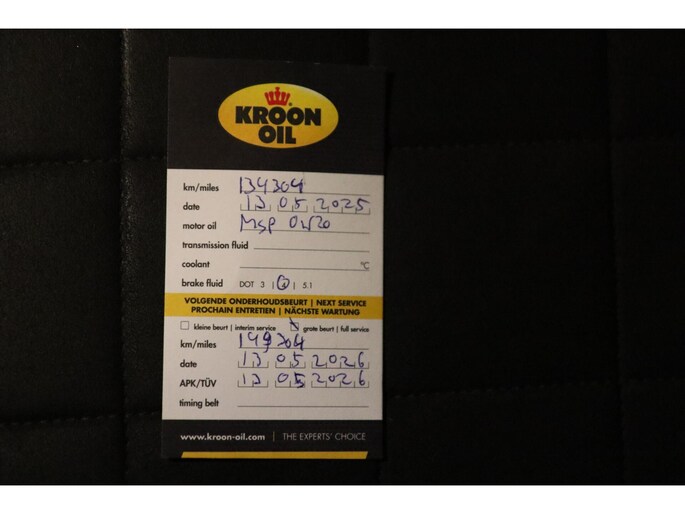 KROON
OIL
km/miles 134304
date 13 05 2025
motor oil MSP 0W20
transmission fluid
coolant °C
brake fluid DOT 3 | 4 | 5.1
VOLGENDE ONDERHOUDSBEURT | NEXT SERVICE
PROCHAIN ENTRETIEN | NÄCHSTE WARTUNG
kleine beurt | interim service grote beurt | full service
km/miles 149304
date 13 05 2026
APK/TÜV 13 05 2026
timing belt
www.kroon-oil.com | THE EXPERTS' CHOICE